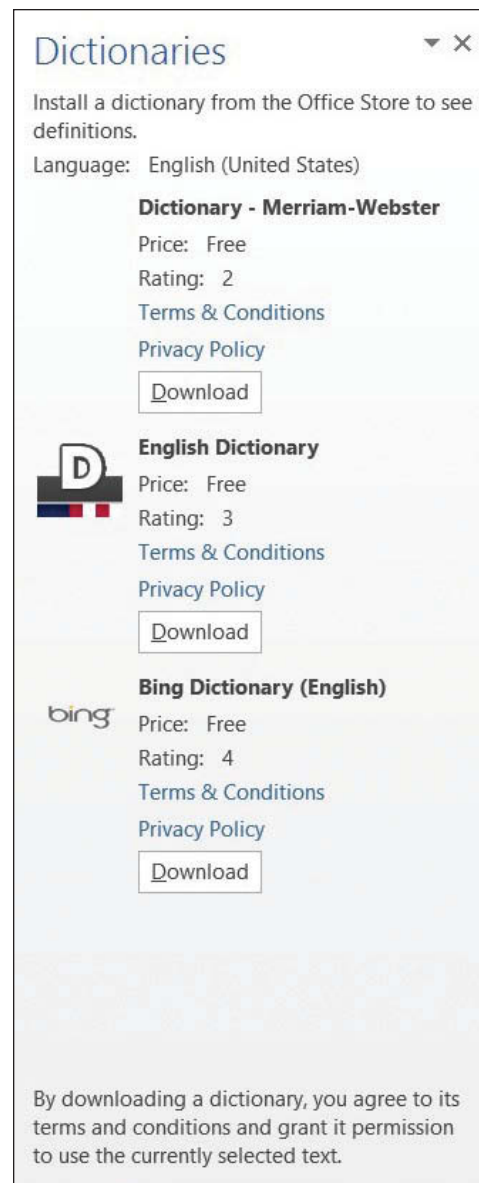 Dictionaries
Install a dictionary from the Office Store to see
definitions.
Language: English (United States)
Dictionary - Merriam-Webster
Price: Free
Rating: 2
Terms & Conditions
Privacy Policy
Download
D
English Dictionary
Price: Free
Rating: 3
Terms & Conditions
Privacy Policy
Download
bing
Bing Dictionary (English)
Price: Free
Rating: 4
Terms & Conditions
Privacy Policy
Download
By downloading a dictionary, you agree to its
terms and conditions and grant it permission
to use the currently selected text.